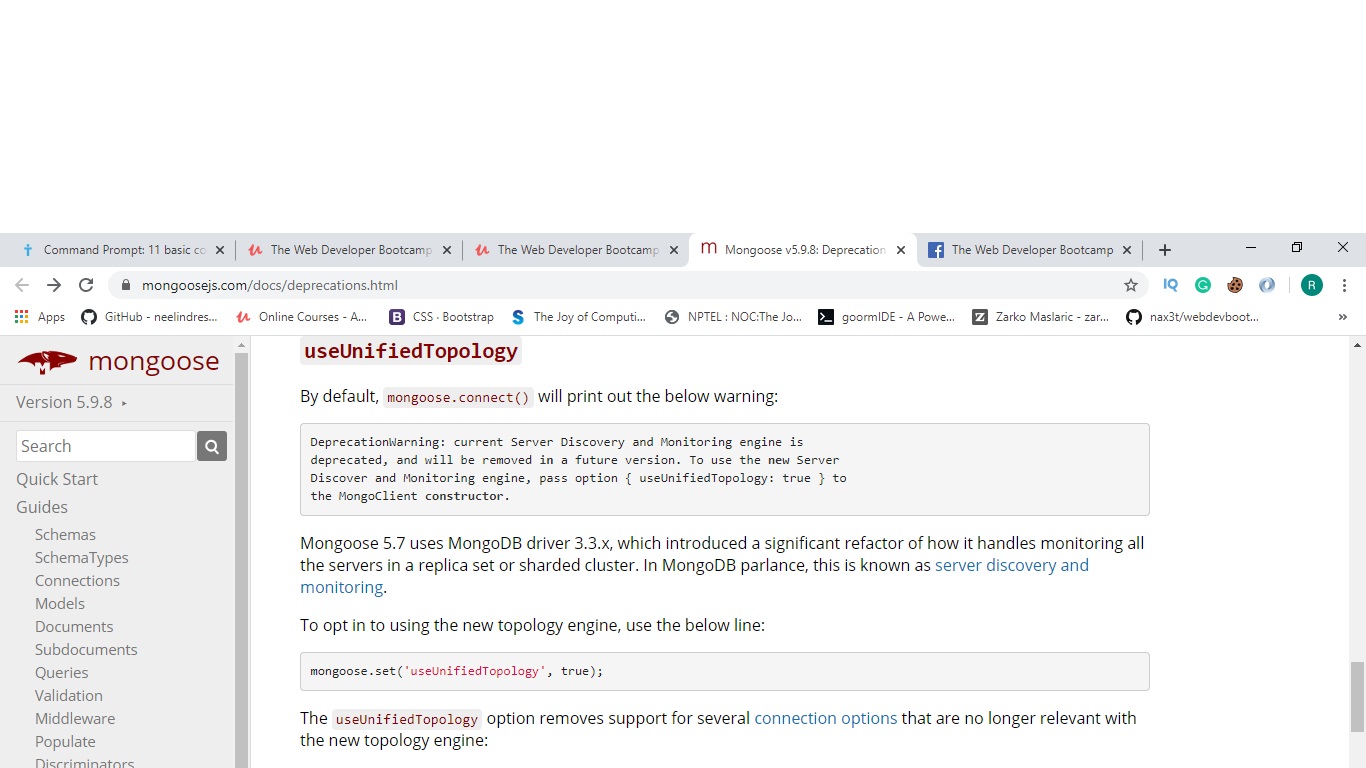 Command Prompt: 11 basic co
The Web Developer Bootcamp
The Web Developer Bootcamp
Mongoose v5.9.8: Deprecation
The Web Developer Bootcamp
mongoosejs.com/docs/deprecations.html
IQ
R
Apps
GitHub - neelindres...
Online Courses - A...
CSS · Bootstrap
The Joy of Computi...
NPTEL : NOC:The Jo...
goormIDE - A Powe...
Zarko Maslaric - zar...
nax3t/webdevboot...
»
mongoose
Version 5.9.8
Search
Quick Start
Guides
Schemas
SchemaTypes
Connections
Models
Documents
Subdocuments
Queries
Validation
Middleware
Populate
Discriminators
useUnifiedTopology
By default, mongoose.connect() will print out the below warning:
DeprecationWarning: current Server Discovery and Monitoring engine is
deprecated, and will be removed in a future version. To use the new Server
Discover and Monitoring engine, pass option { useUnifiedTopology: true } to
the MongoClient constructor.
Mongoose 5.7 uses MongoDB driver 3.3.x, which introduced a significant refactor of how it handles monitoring all
the servers in a replica set or sharded cluster. In MongoDB parlance, this is known as server discovery and
monitoring.
To opt in to using the new topology engine, use the below line:
mongoose.set('useUnifiedTopology', true);
The useUnifiedTopology option removes support for several connection options that are no longer relevant with
the new topology engine: